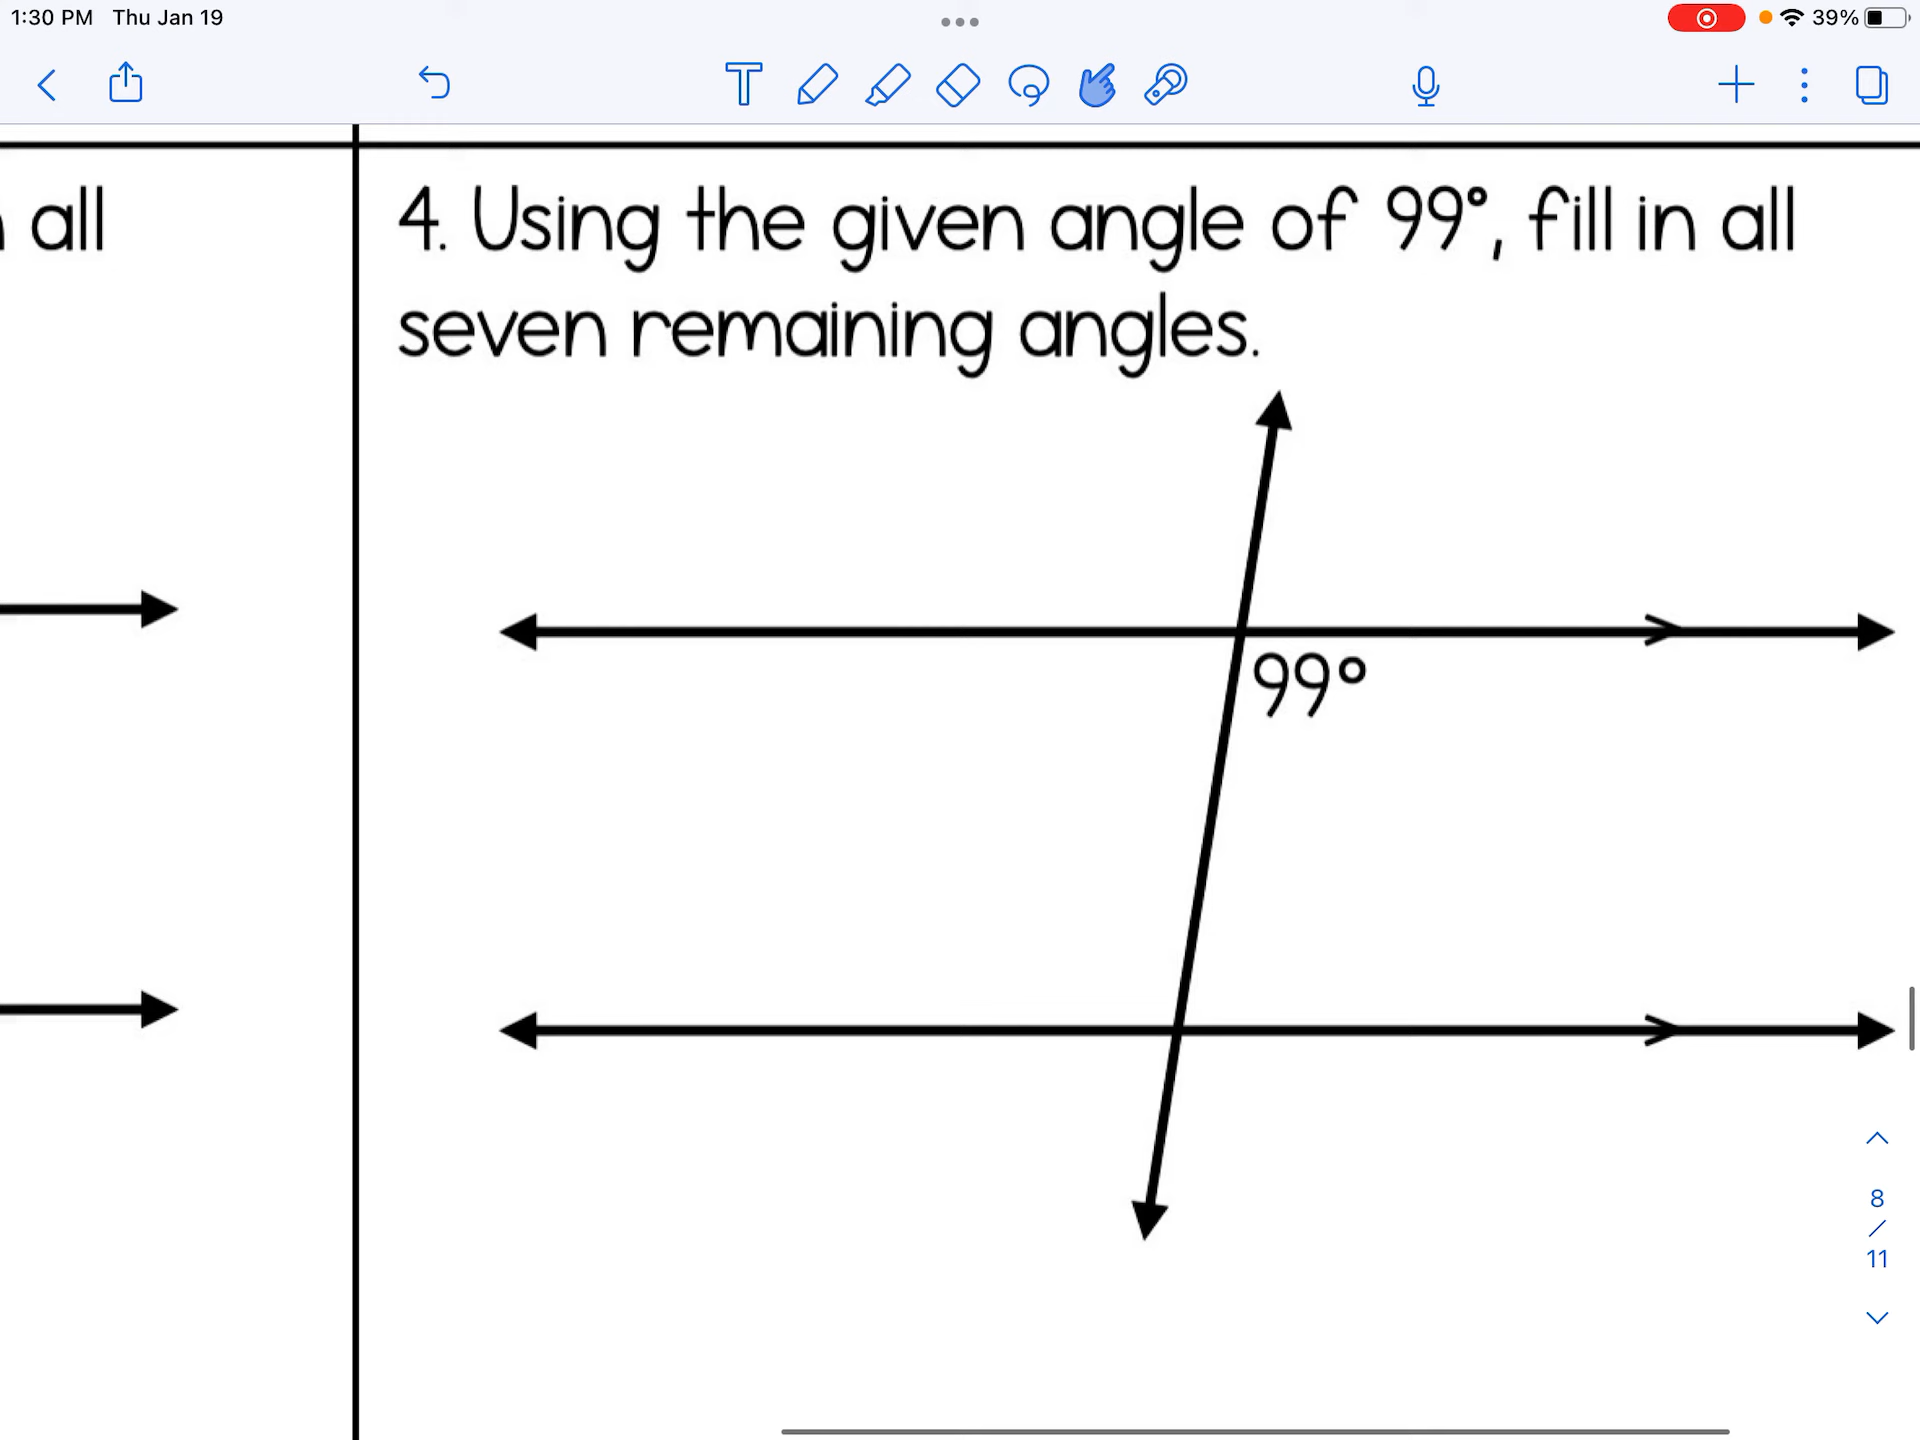 1:30 PM Thu Jan 19
39%
all
4. Using the given angle of 99°, fill in all
seven remaining angles.
99°
8
/
11